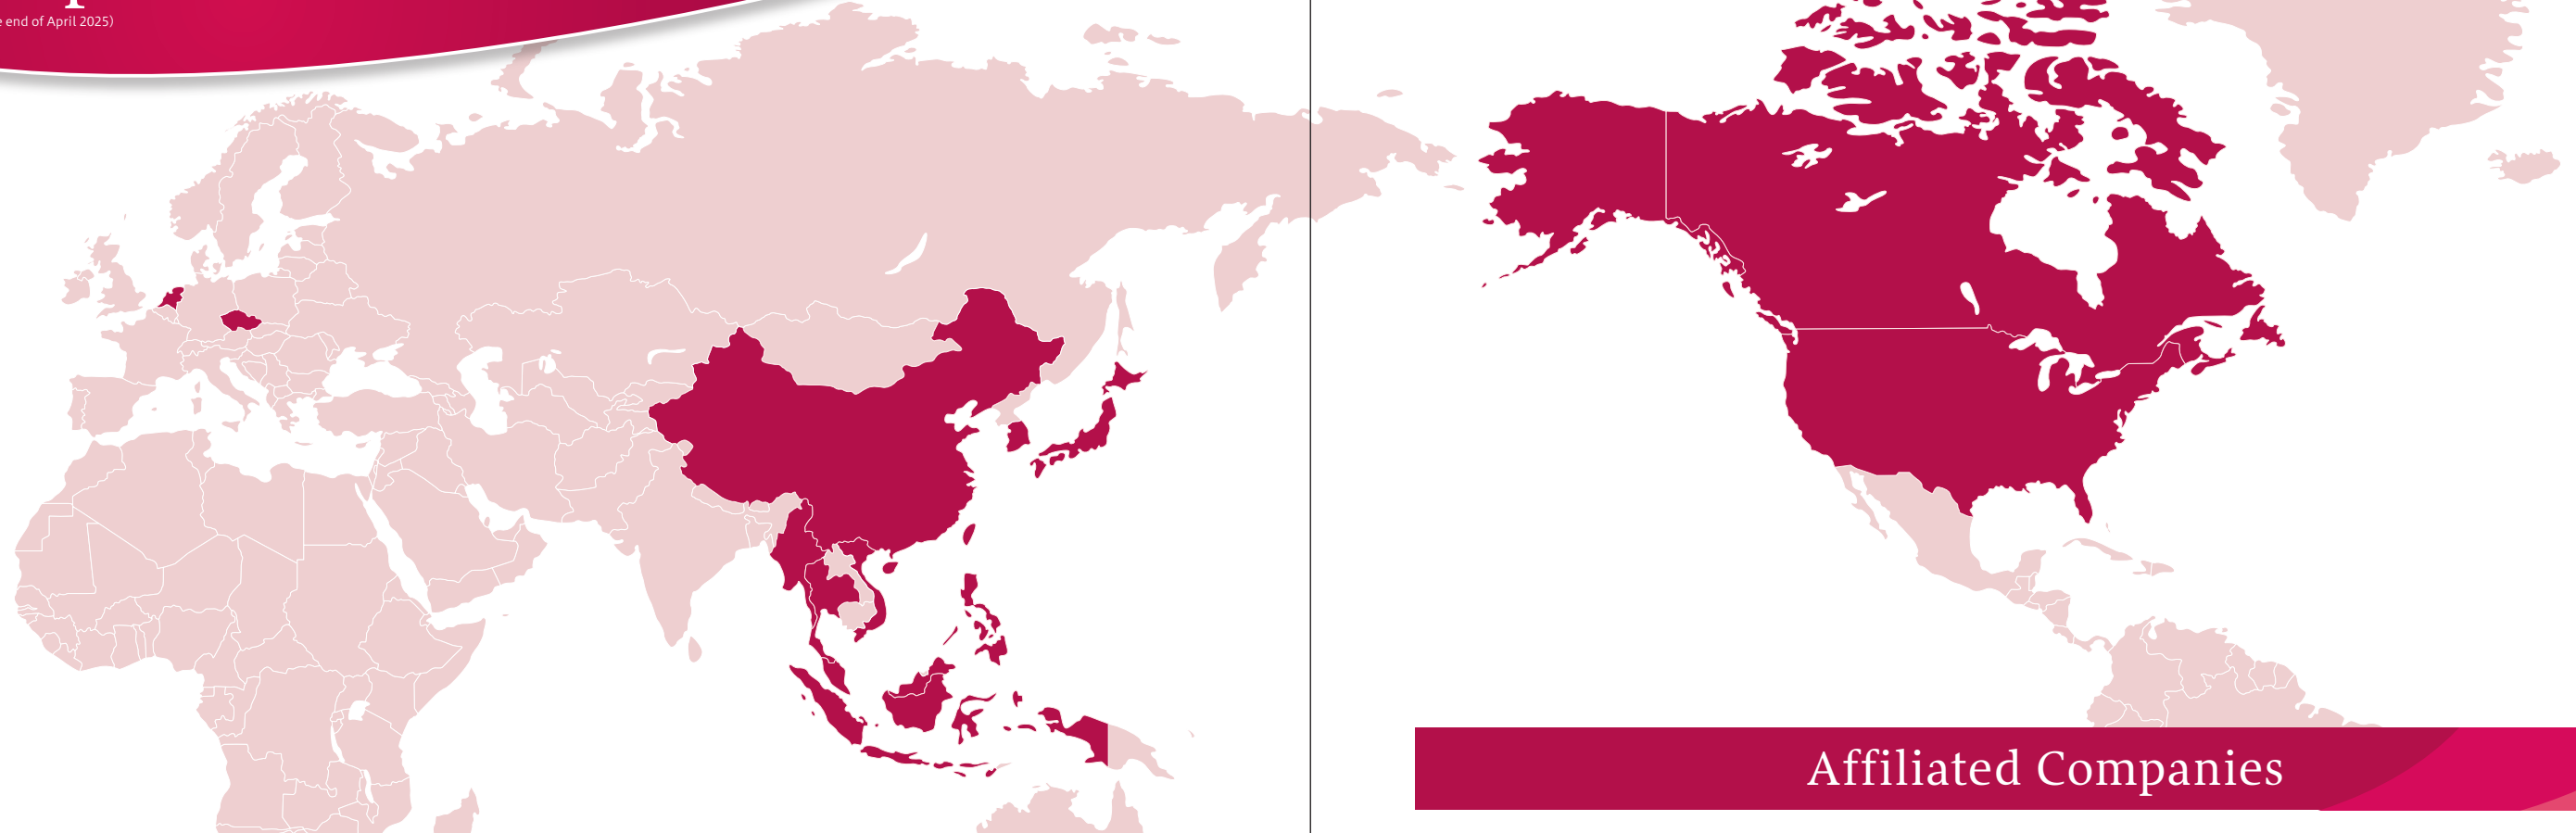 end of April 2025)
Affiliated Companies